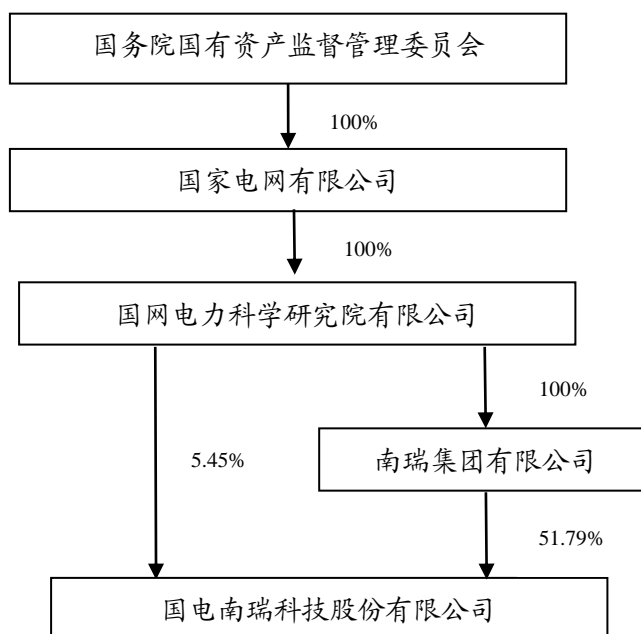 国务院国有资产监督管理委员会
100%
国家电网有限公司
100%
国网电力科学研究院有限公司
100%
5.45%
南瑞集团有限公司
51.79%
国电南瑞科技股份有限公司